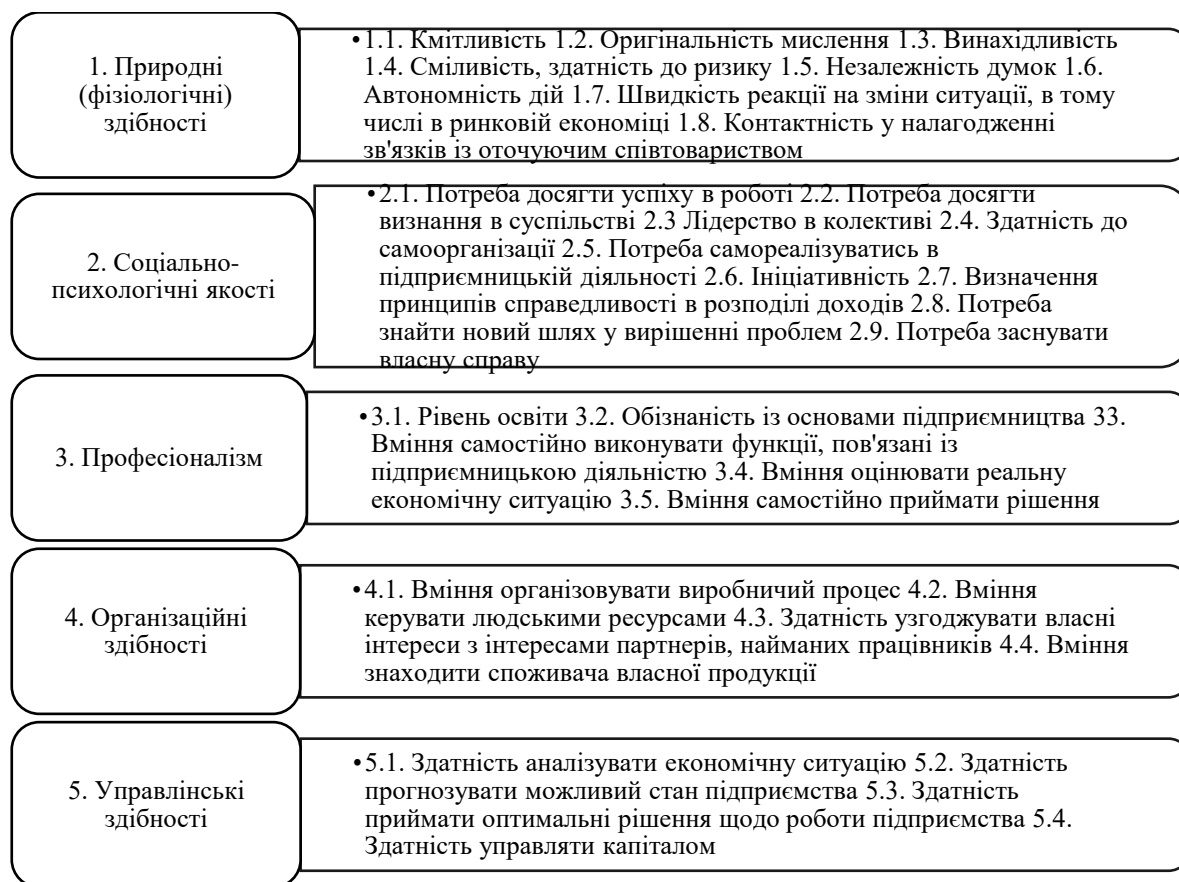 1. Природні
(фізіологічні)
здібності
•1.1. Кмітливість 1.2. Оригінальність мислення 1.3. Винахідливість
1.4. Сміливість, здатність до ризику 1.5. Незалежність думок 1.6.
Автономність дій 1.7. Швидкість реакції на зміни ситуації, в тому
числі в ринковій економіці 1.8. Контактність у налагодженні
зв'язків із оточуючим співтовариством
2. Соціально-
психологічні якості
•2.1. Потреба досягти успіху в роботі 2.2. Потреба досягти
визнання в суспільстві 2.3 Лідерство в колективі 2.4. Здатність до
самоорганізації 2.5. Потреба самореалізуватись в
підприємницькій діяльності 2.6. Ініціативність 2.7. Визначення
принципів справедливості в розподілі доходів 2.8. Потреба
знайти новий шлях у вирішенні проблем 2.9. Потреба заснувати
власну справу
3. Професіоналізм
•3.1. Рівень освіти 3.2. Обізнаність із основами підприємництва 33.
Вміння самостійно виконувати функції, пов'язані із
підприємницькою діяльністю 3.4. Вміння оцінювати реальну
економічну ситуацію 3.5. Вміння самостійно приймати рішення
4. Організаційні
здібності
•4.1. Вміння організовувати виробничий процес 4.2. Вміння
керувати людськими ресурсами 4.3. Здатність узгоджувати власні
інтереси з інтересами партнерів, найманих працівників 4.4. Вміння
знаходити споживача власної продукції
5. Управлінські
здібності
•5.1. Здатність аналізувати економічну ситуацію 5.2. Здатність
прогнозувати можливий стан підприємства 5.3. Здатність
приймати оптимальні рішення щодо роботи підприємства 5.4.
Здатність управляти капіталом